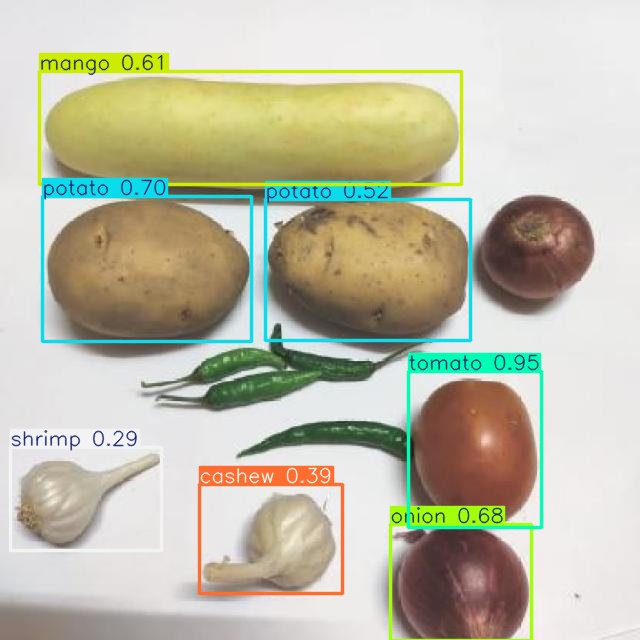 mango 0.61
potato 0.70
potato 0.52
tomato 0.95
shrimp 0.29
cashew 0.39
onion 0.68